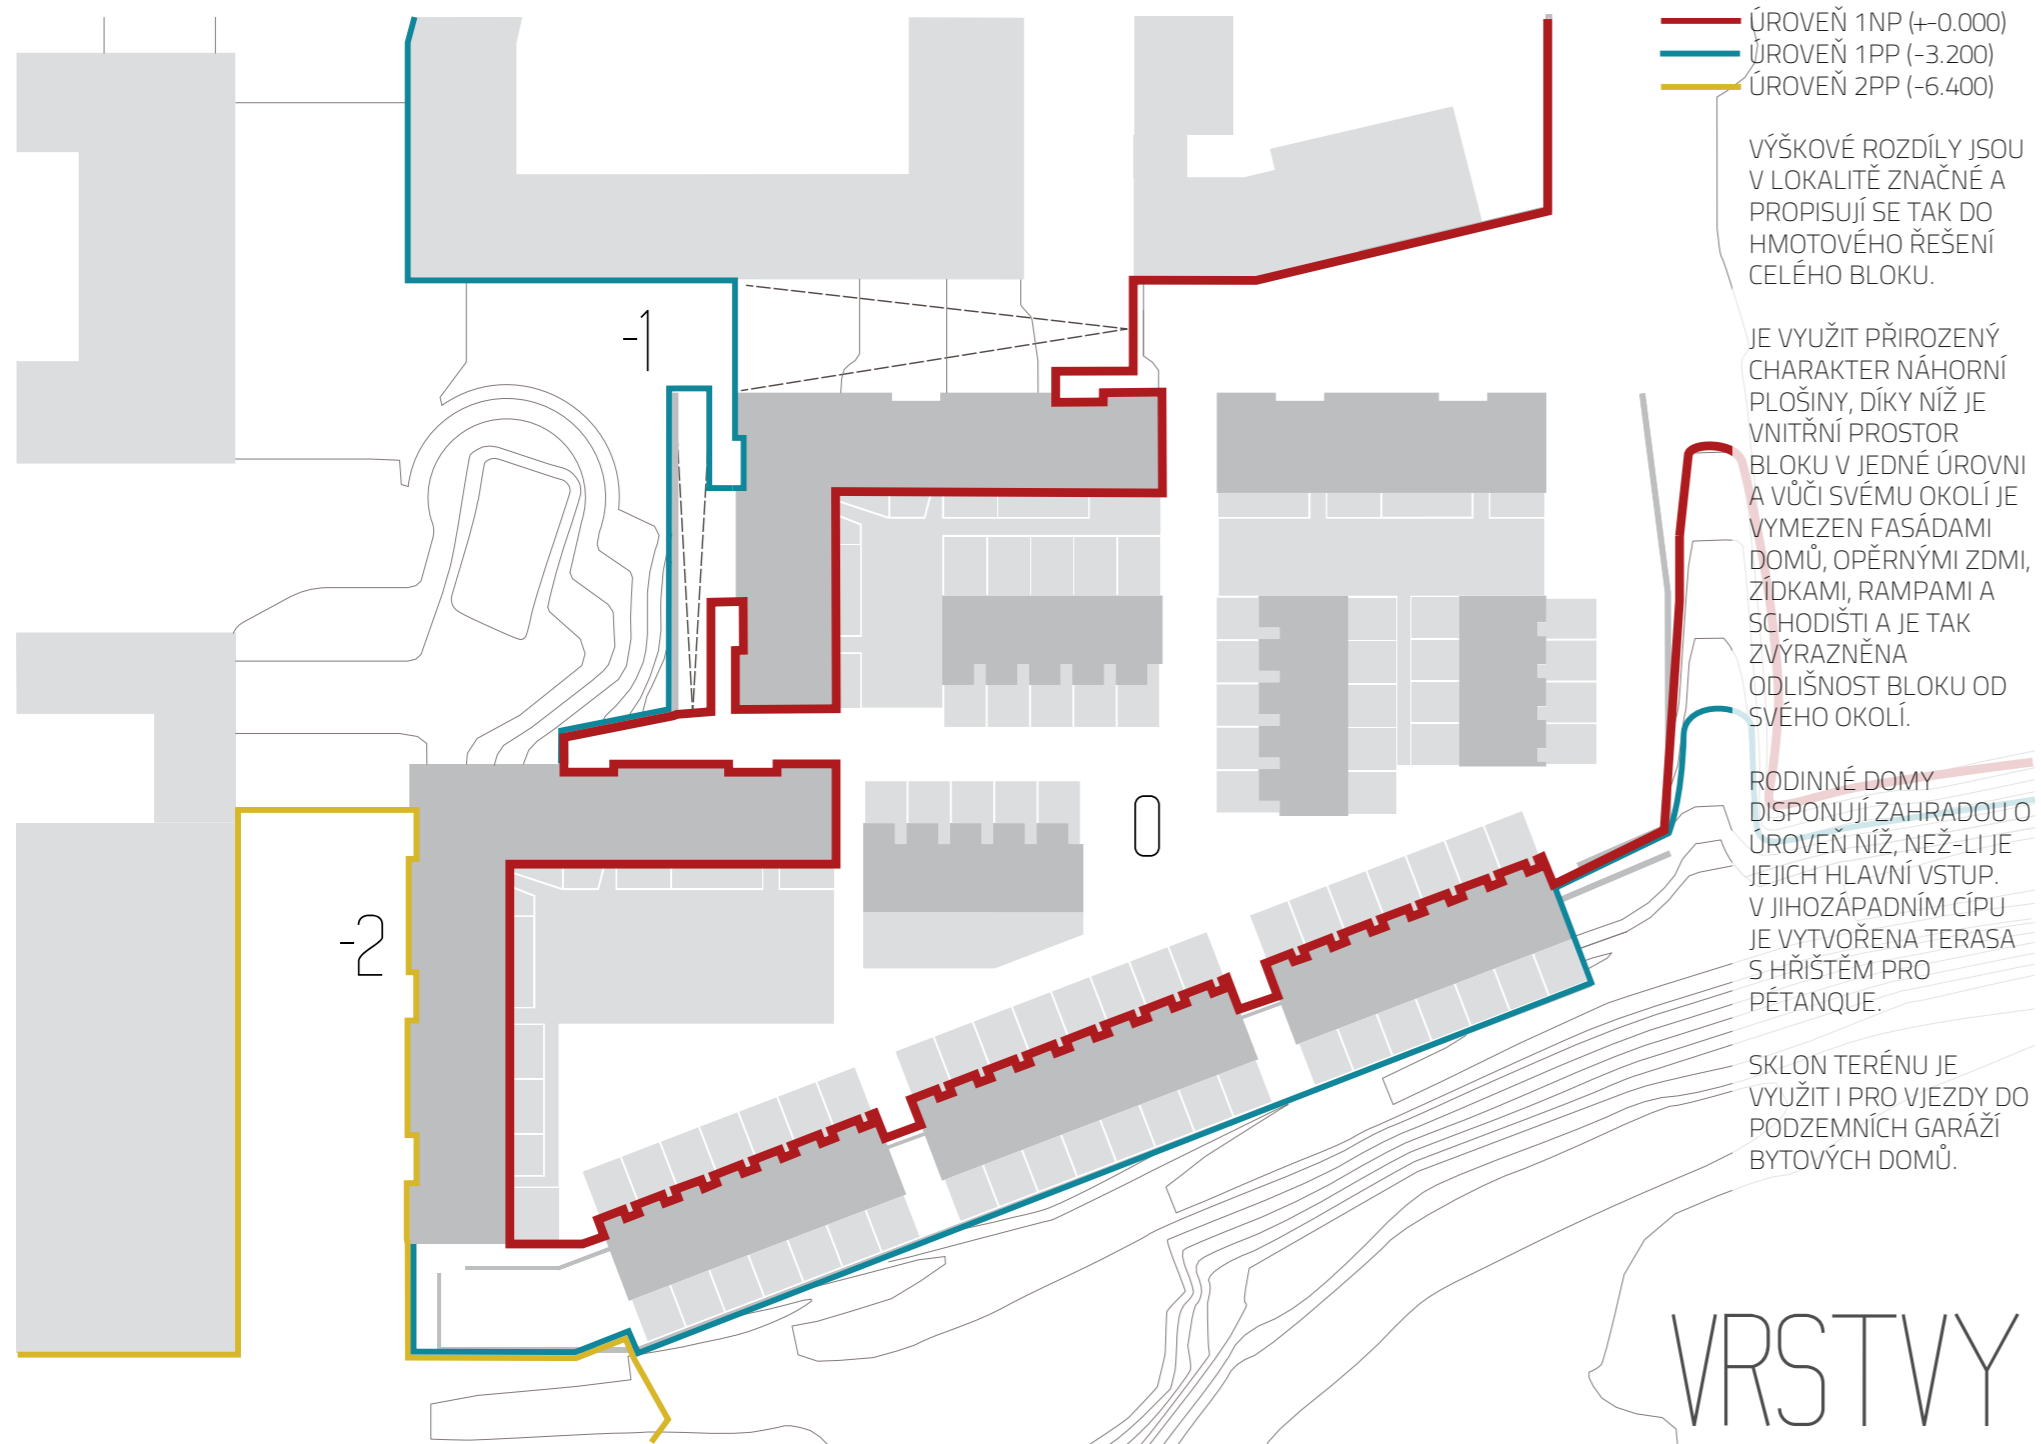 ÚROVEŇ 1NP (+-0.000)
ÚROVEŇ 1PP (-3.200)
ÚROVEŇ 2PP (-6.400)
VÝŠKOVÉ ROZDÍLY JSOU
V LOKALITĚ ZNAČNÉ A
PROPISUJÍ SE TAK DO
HMOTOVÉHO ŘEŠENÍ
CELÉHO BLOKU.
JE VYUŽIT PŘIROZENÝ
CHARAKTER NÁHORNÍ
PLOŠINY, DÍKY NÍŽ JE
VNITŘNÍ PROSTOR
BLOKU V JEDNÉ ÚROVNI
A VŮČI SVÉMU OKOLÍ JE
VYMEZEN FASÁDAMI
DOMŮ, OPĚRNÝMI ZDMI,
ZÍDKAMI, RAMPAMI A
SCHODIŠTI A JE TAK
ZVÝRAZNĚNA
ODLIŠNOST BLOKU OD
SVÉHO OKOLÍ.
RODINNÉ DOMY
DISPONUJÍ ZAHRADOU O
ÚROVEŇ NÍŽ, NEŽ-LI JE
JEJICH HLAVNÍ VSTUP.
V JIHOZÁPADNÍM CÍPU
JE VYTVOŘENA TERASA
S HŘIŠTĚM PRO
PÉTANQUE.
SKLON TERÉNU JE
VYUŽIT I PRO VJEZDY DO
PODZEMNÍCH GARÁŽÍ
BYTOVÝCH DOMŮ.
-1
0
-2
VRSTVY